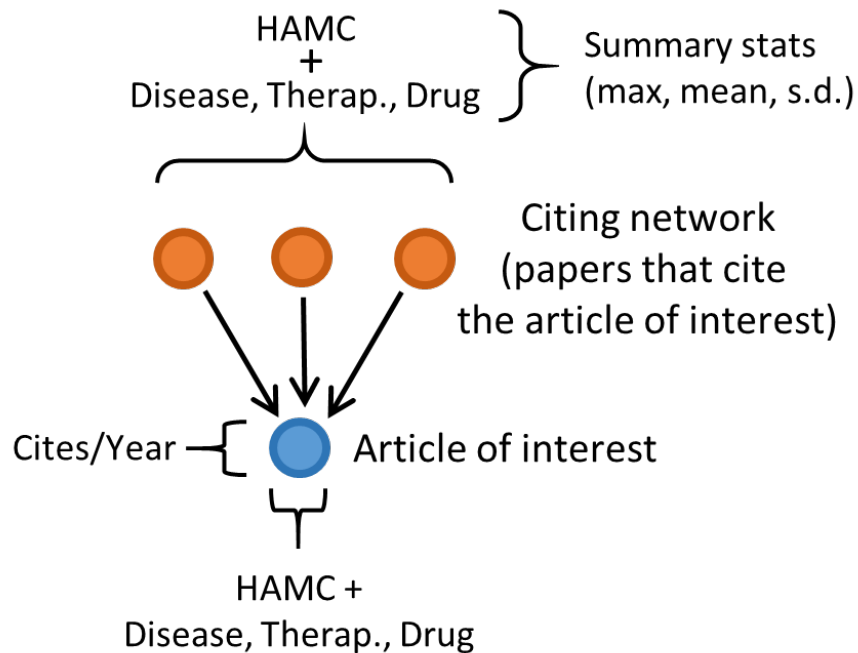 HAMC
+
Disease, Therap., Drug
Summary stats
(max, mean, s.d.)
Citing network
(papers that cite
the article of interest)
Cites/Year
Article of interest
HAMC +
Disease, Therap., Drug